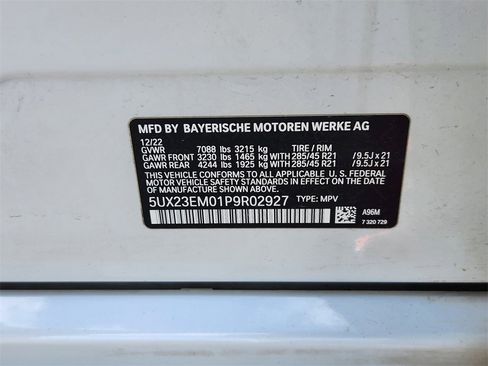 MFD BY BAYERISCHE MOTOREN WERKE AG
12/22
GVWR 7088 lbs 3215 kg TIRE / RIM
GAWR FRONT 3230 lbs 1465 kg WITH 285/45 R21 /9.5J x 21
GAWR REAR 4244 lbs 1925 kg WITH 285/45 R21 /9.5J x 21
THIS VEHICLE CONFORMS TO ALL APPLICABLE U.S. FEDERAL
MOTOR VEHICLE SAFETY STANDARDS IN EFFECT ON THE DATE
OF MANUFACTURE SHOWN ABOVE.
5UX23EM01P9R02927 TYPE: MPV
A96M
7 320 729